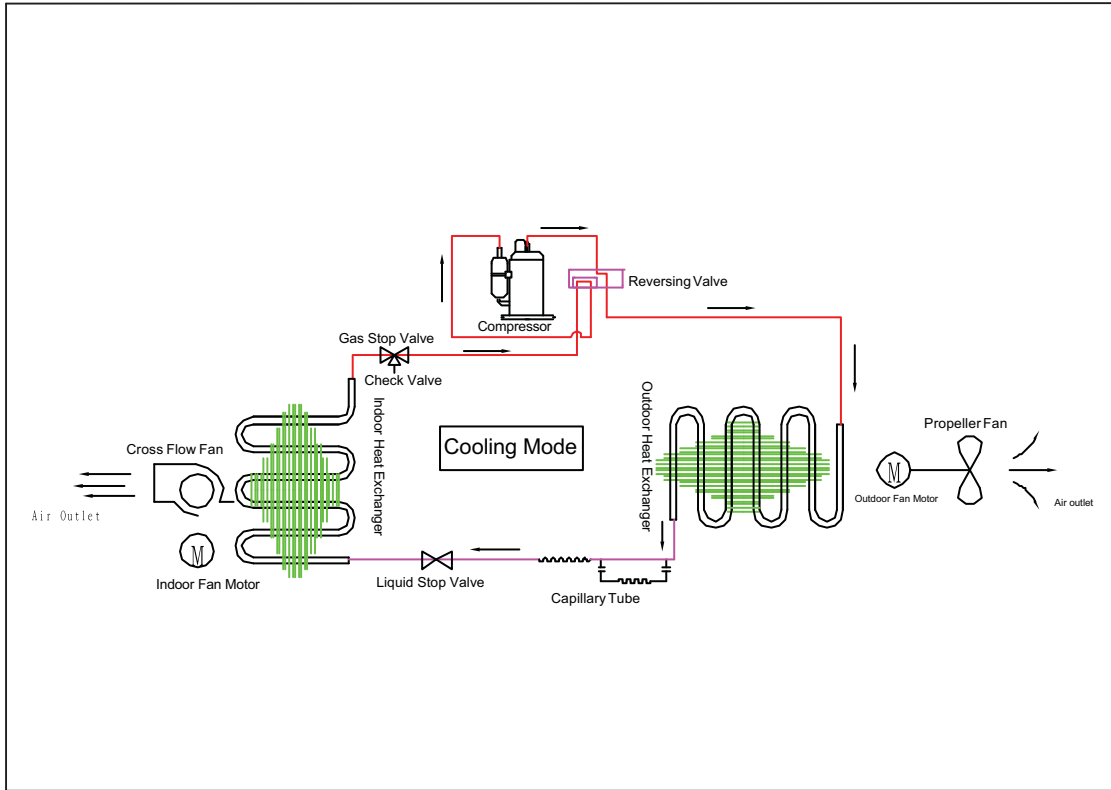 Reversing Valve
Compressor
Gas Stop Valve
Check Valve
Indoor Heat Exchanger
Outdoor Heat Exchanger
Cooling Mode
Cross Flow Fan
Propeller Fan
M
Outdoor Fan Motor
Air outlet
Air Outlet
M
Indoor Fan Motor
Liquid Stop Valve
Capillary Tube